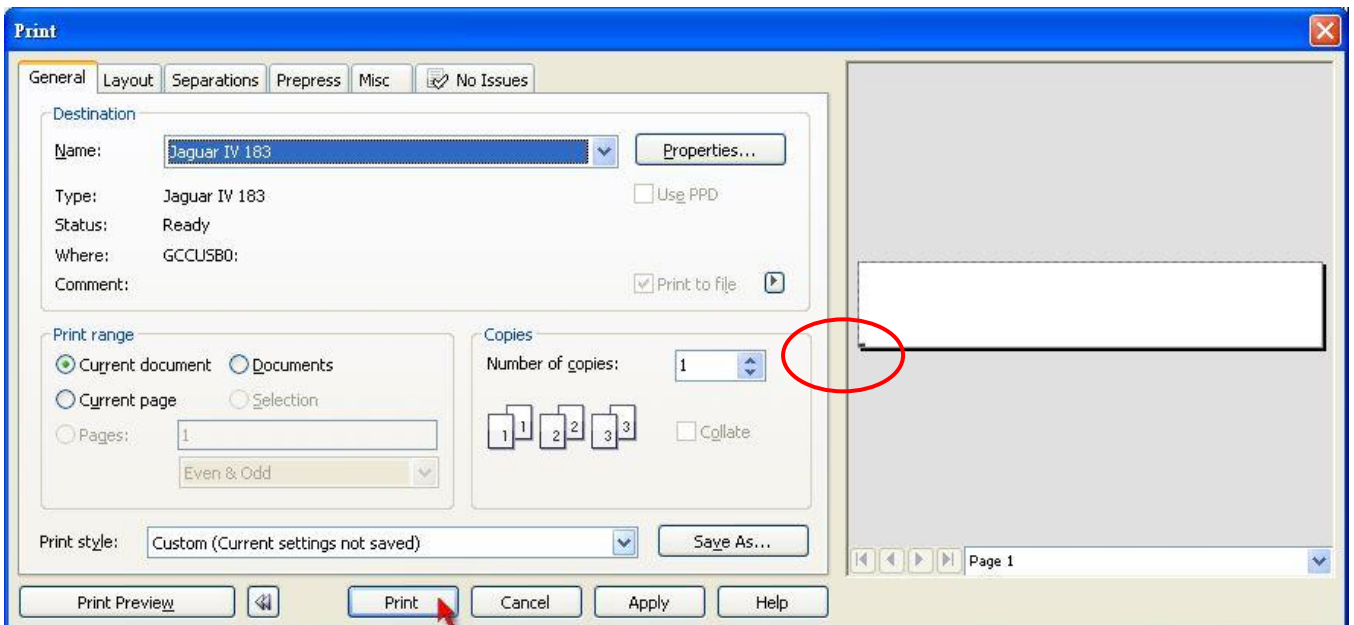 Print
General Layout Separations Prepress Misc No Issues
Destination
Name: Jaguar IV 183 Properties...
Type: Jaguar IV 183 Use PPD
Status: Ready
Where: GCCUSB0:
Comment: Print to file
Print range Copies
Current document Documents Number of copies: 1
Current page Selection
Pages: 1 1 1 2 2 3 3 Collate
Even & Odd
Print style: Custom (Current settings not saved) Save As... Page 1
Print Preview Print Cancel Apply Help